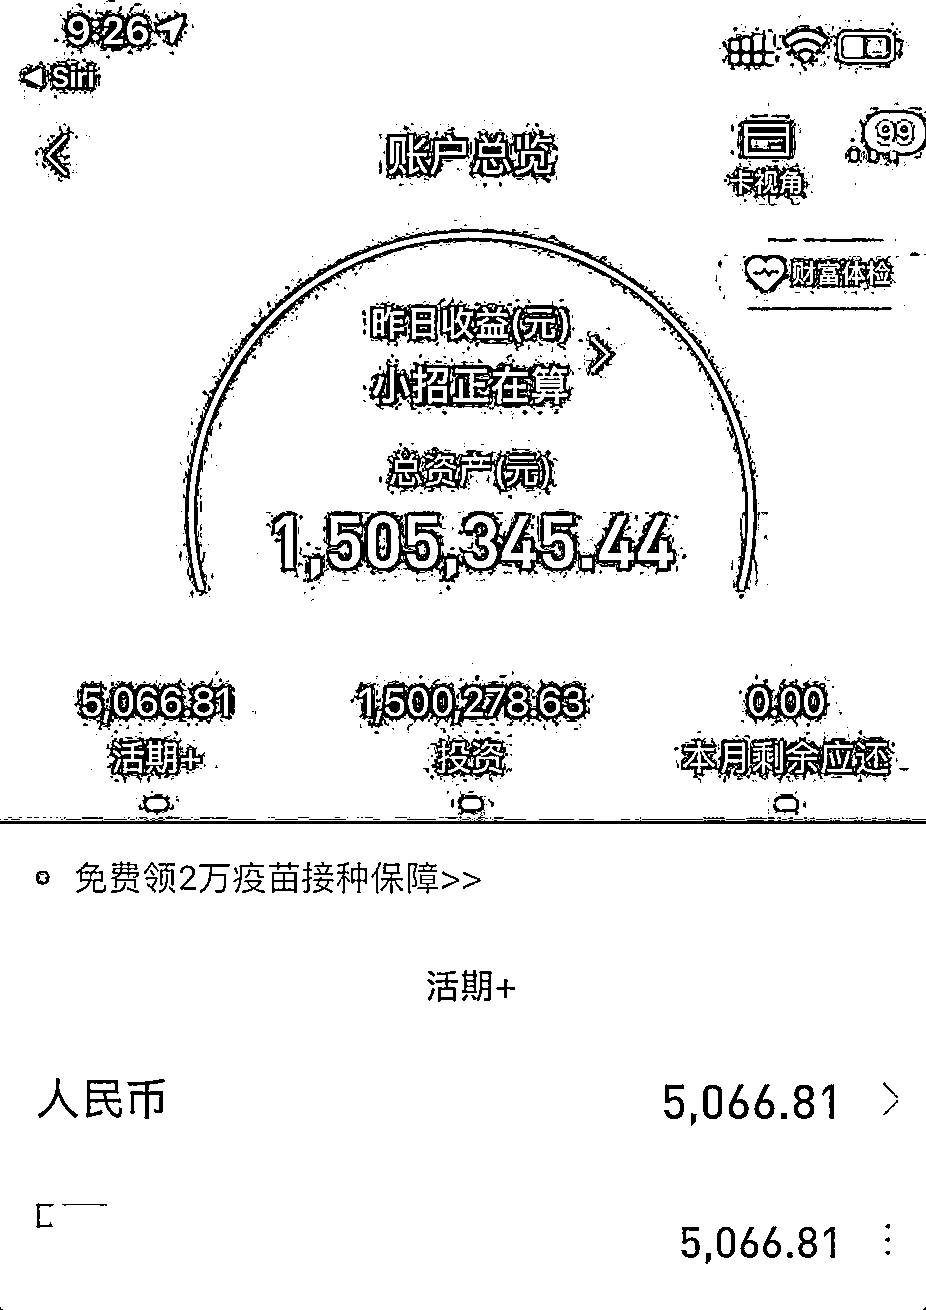 9:26
Siri
账户总览
卡视角
财富体检
昨日收益(元)
小招正在算
总资产(元)
1,505,345.44
5,066.81 1,500,278.63 0.00
活期+ 投资 本月剩余应还
免费领2万疫苗接种保障>>
活期+
人民币 5,066.81
5,066.81